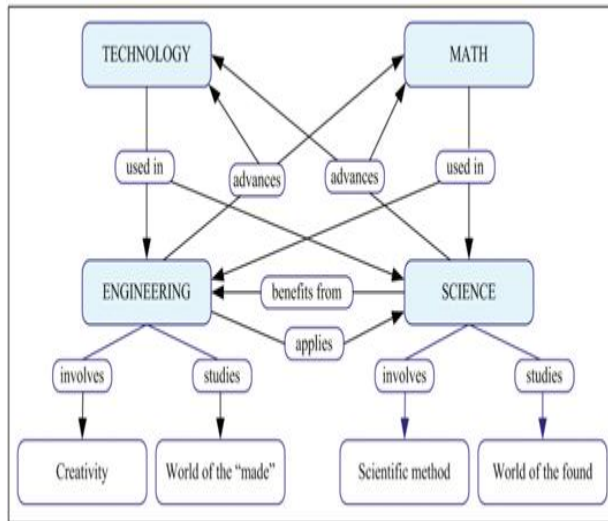 TECHNOLOGY
MATH
used in
advances
advances
used in
ENGINEERING
benefits from
SCIENCE
applies
involves
studies
involves
studies
Creativity
World of the “made”
Scientific method
World of the found